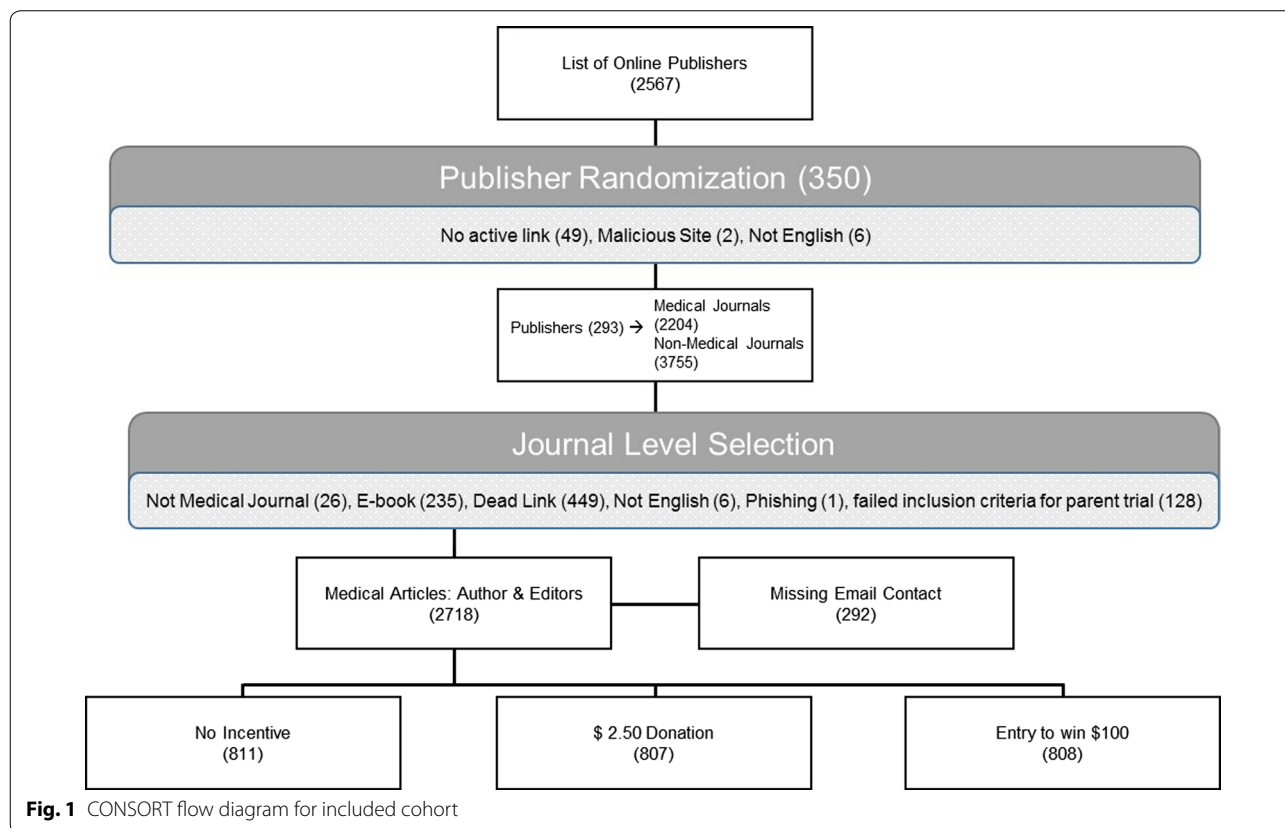 List of Online Publishers
(2567)
Publisher Randomization (350)
No active link (49), Malicious Site (2), Not English (6)
Publishers (293) → Medical Journals
(2204)
Non-Medical Journals
(3755)
Journal Level Selection
Not Medical Journal (26), E-book (235), Dead Link (449), Not English (6), Phishing (1), failed inclusion criteria for parent trial (128)
Medical Articles: Author & Editors
(2718)
Missing Email Contact
(292)
No Incentive
(811)
$ 2.50 Donation
(807)
Entry to win $100
(808)
Fig. 1 CONSORT flow diagram for included cohort